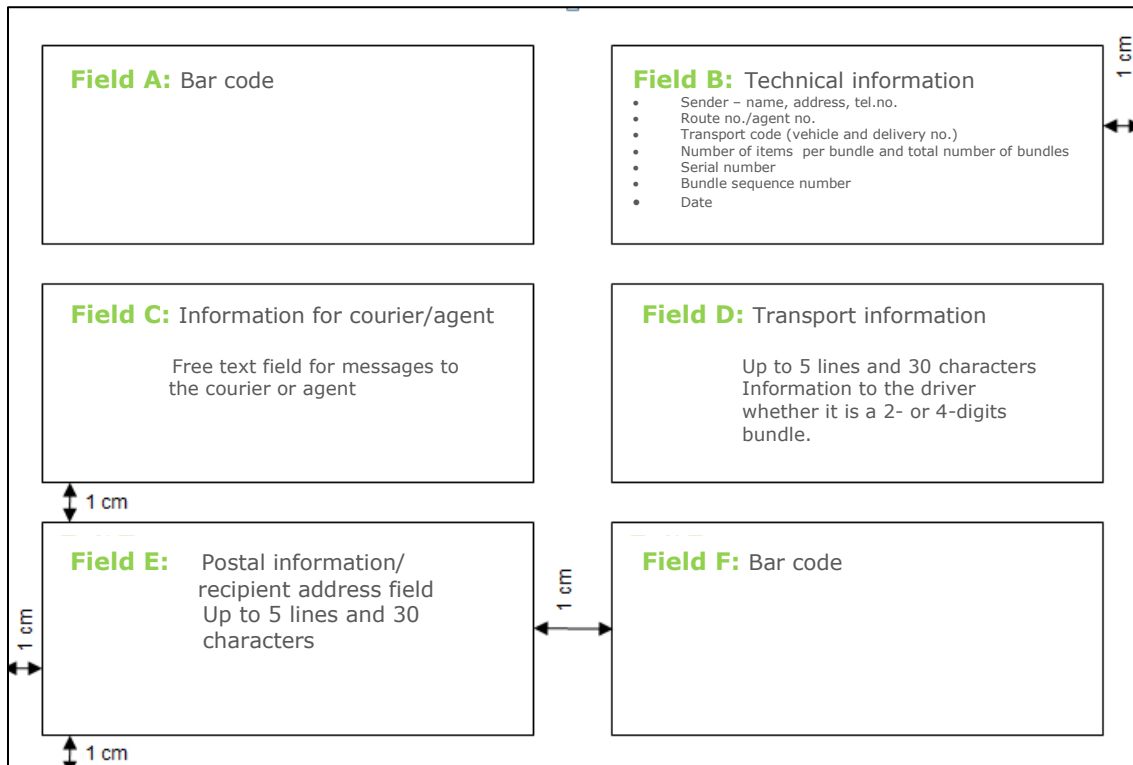 Field A: Bar code
Field B: Technical information
• Sender – name, address, tel.no.
• Route no./agent no.
• Transport code (vehicle and delivery no.)
• Number of items per bundle and total number of bundles
• Serial number
• Bundle sequence number
• Date
1 cm
Field C: Information for courier/agent
Free text field for messages to
the courier or agent
Field D: Transport information
Up to 5 lines and 30 characters
Information to the driver
whether it is a 2- or 4-digits
bundle.
1 cm
Field E: Postal information/
recipient address field
Up to 5 lines and 30
characters
1 cm
1 cm
Field F: Bar code
1 cm